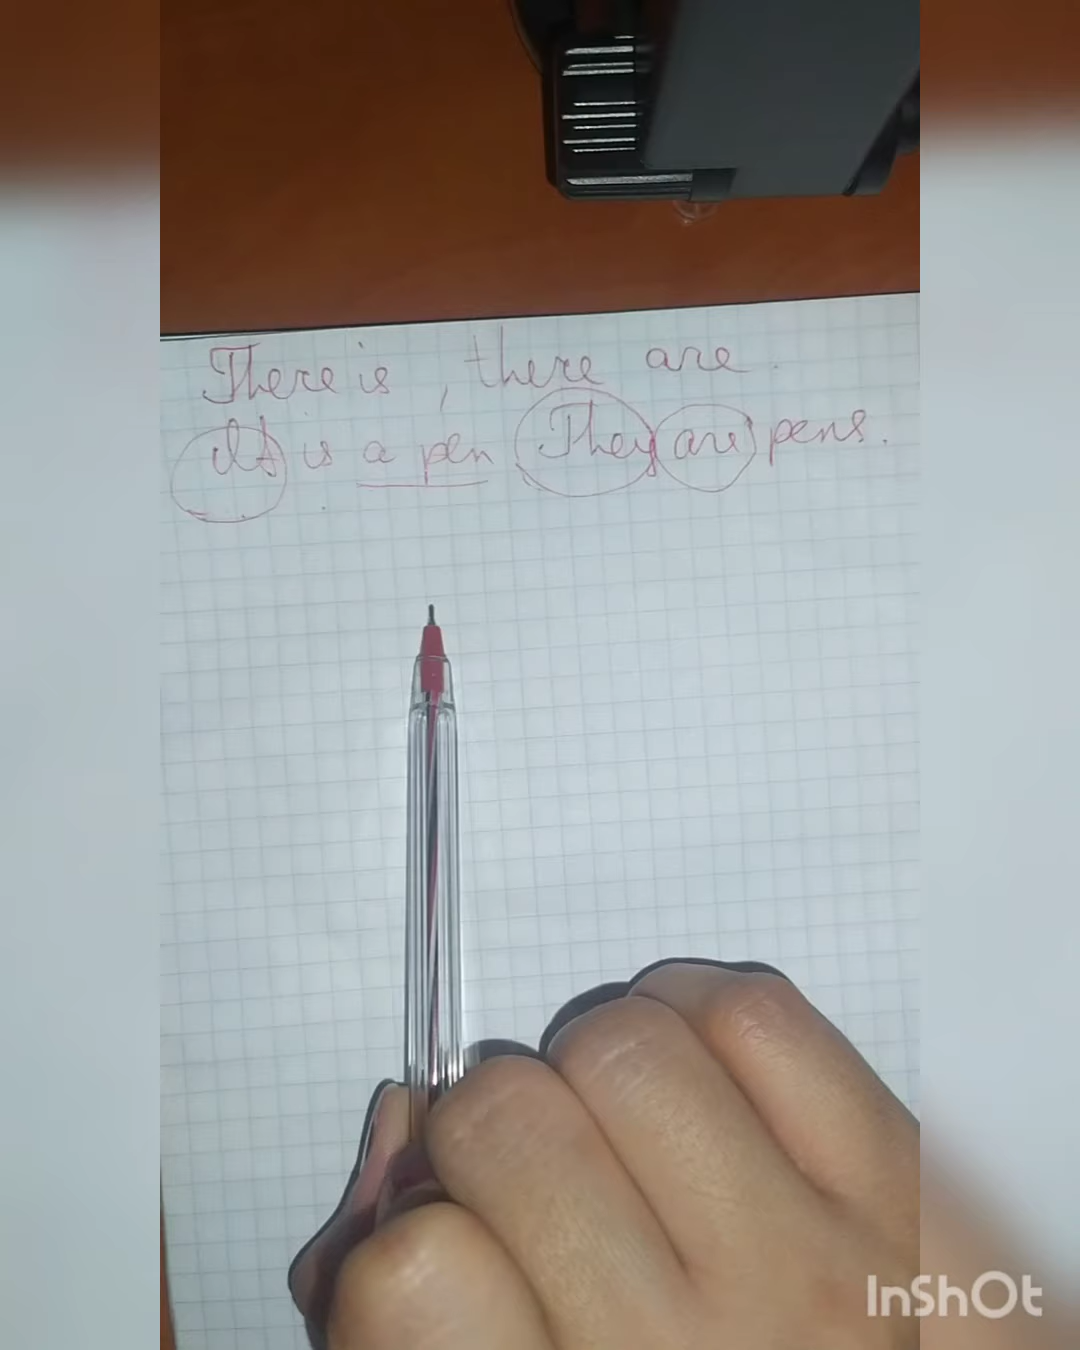 There is, there are.
It is a pen They are pens.
InShOt